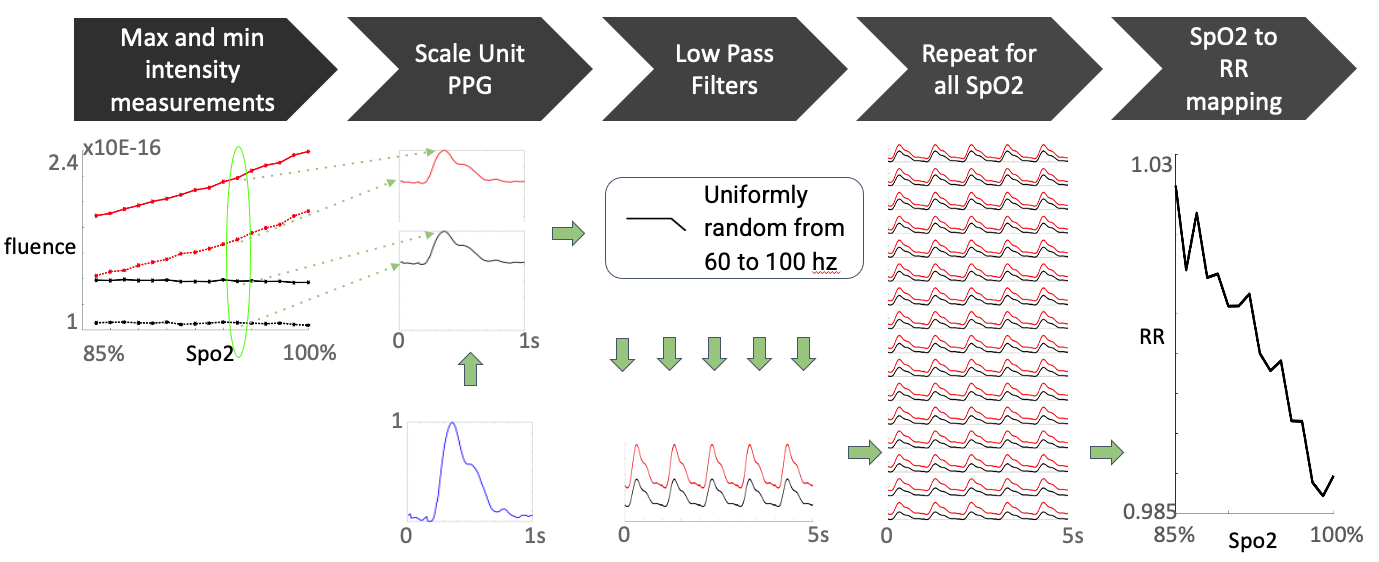 Max and min
intensity
measurements
Scale Unit
PPG
Low Pass
Filters
Repeat for
all SpO2
SpO2 to
RR
mapping
x10E-16
2.4
fluence
1
85%
Spo2
100%
0
1s
1
0
1s
Uniformly
random from
60 to 100 hz
0
5s
0
5s
1.03
RR
0.985
85%
Spo2
100%